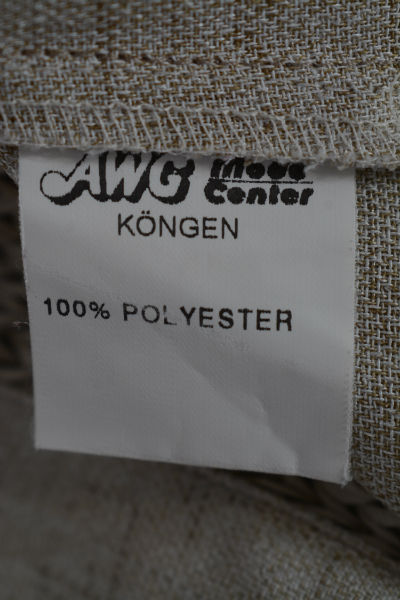 AWG Mode
Center
KÖNGEN
100% POLYESTER